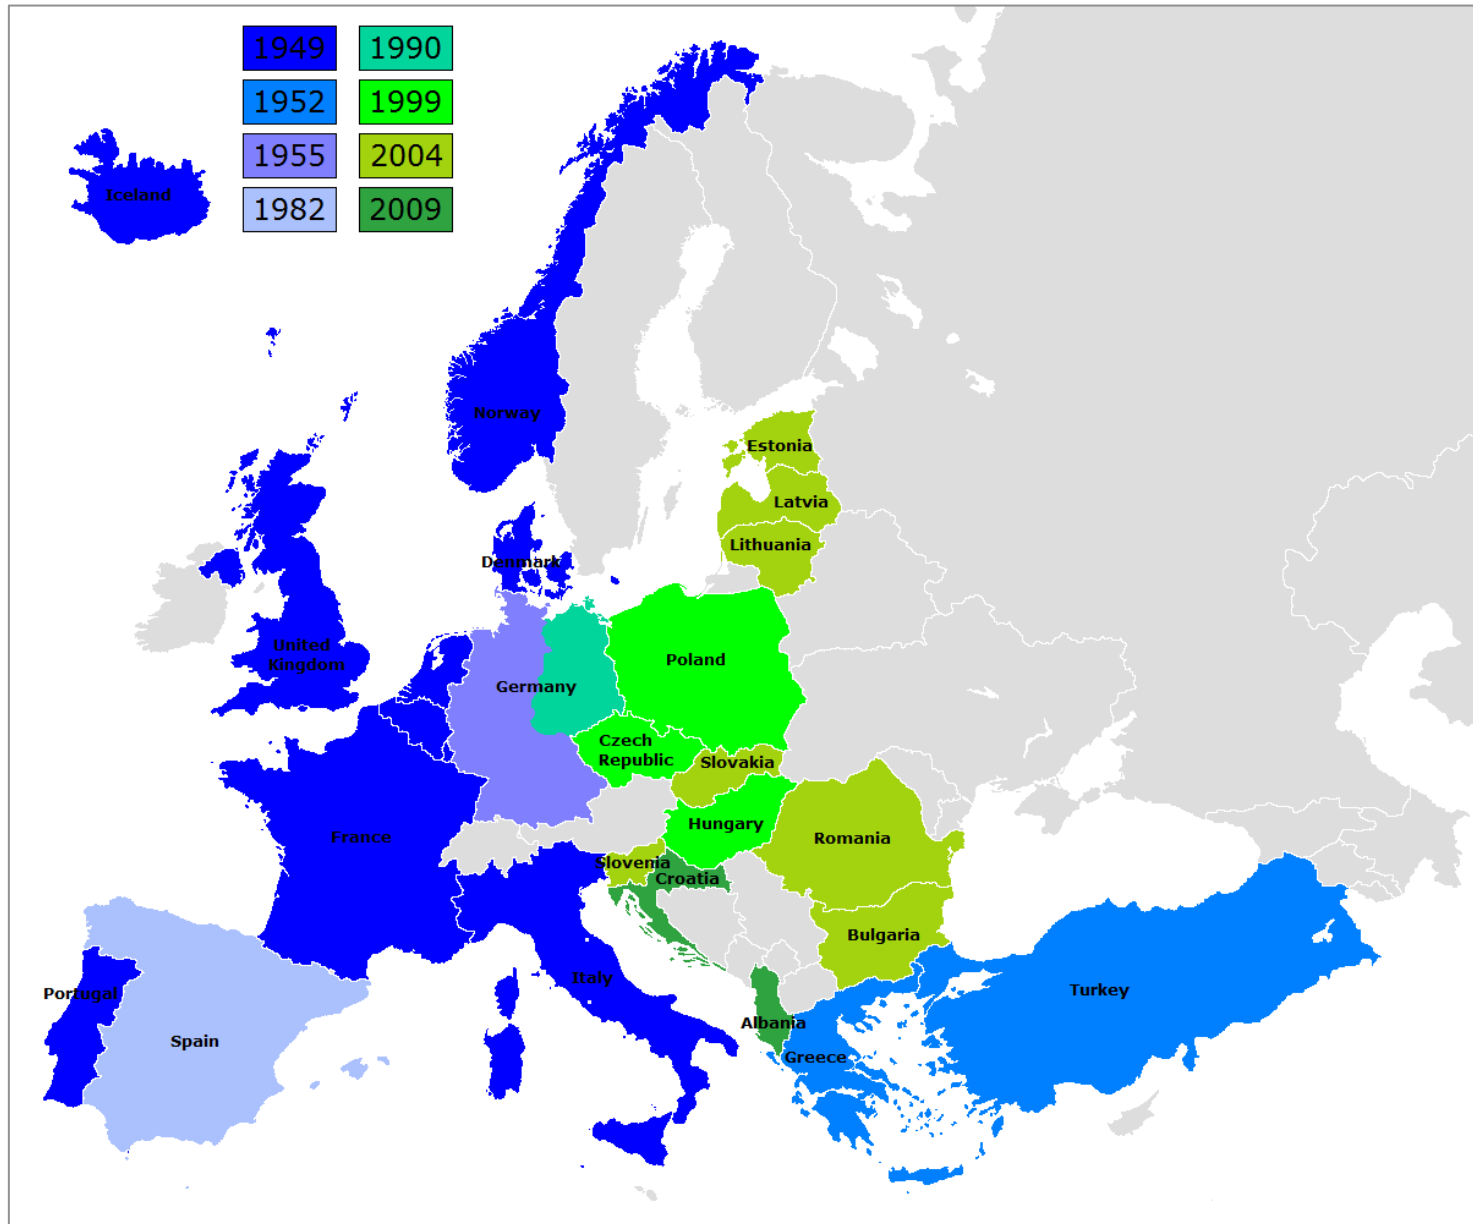 1949 1990
1952 1999
1955 2004
1982 2009
Iceland
Norway
Estonia
Latvia
Lithuania
Denmark
United
Kingdom
Poland
Germany
Czech
Republic
Slovakia
France
Hungary
Romania
Slovenia
Croatia
Bulgaria
Italy
Portugal
Turkey
Albania
Spain
Greece